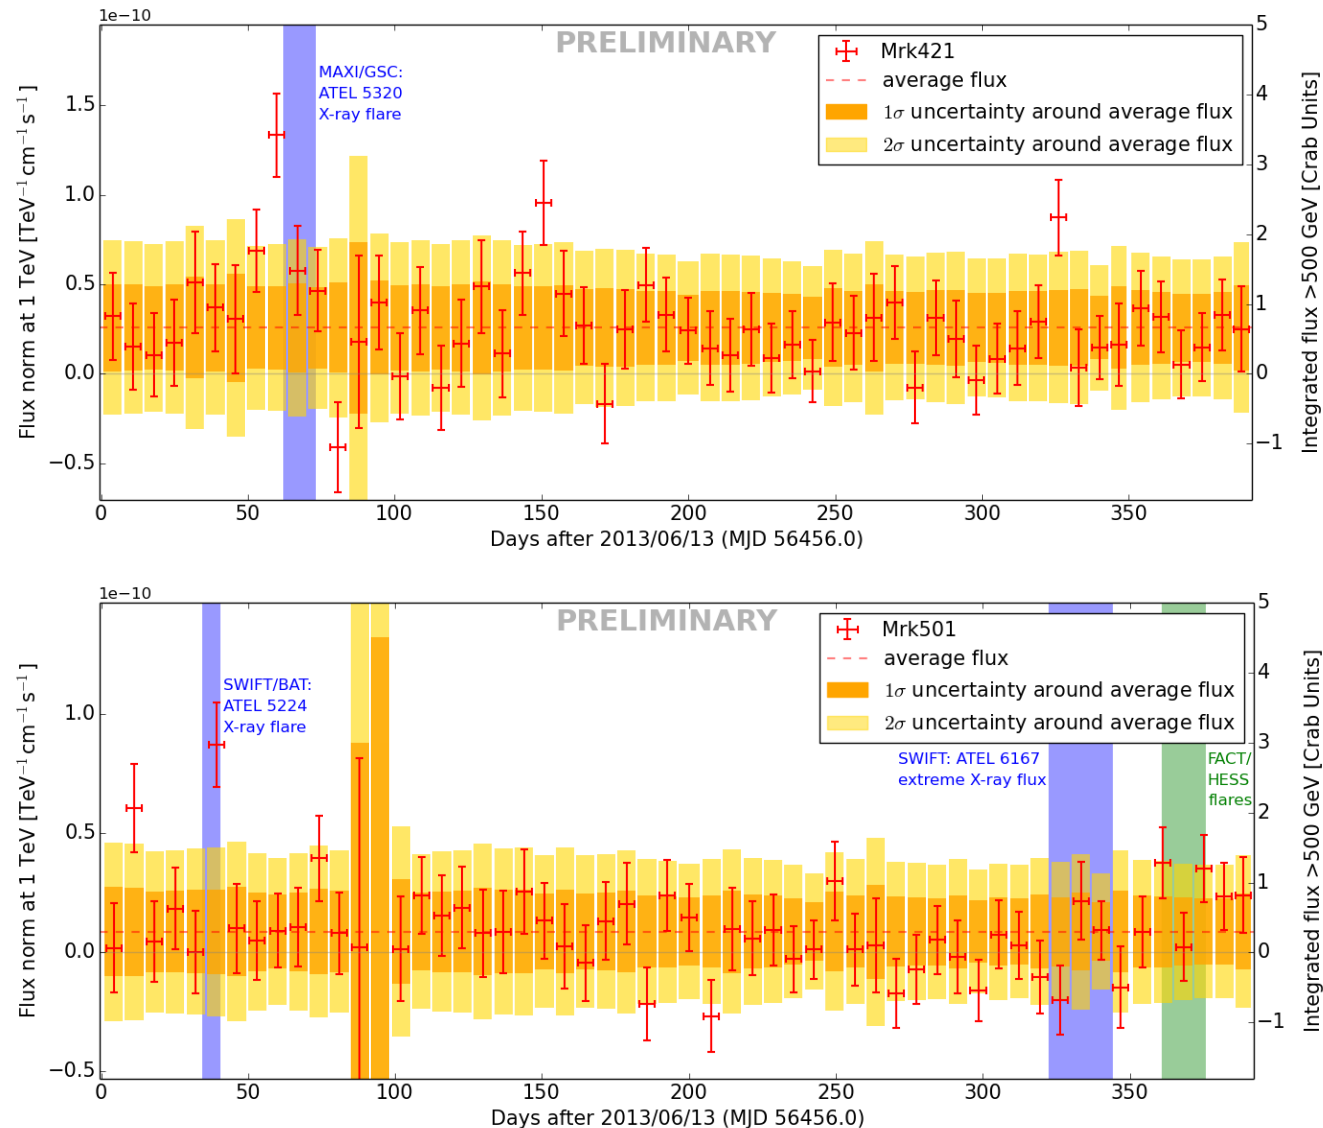 1e−10
PRELIMINARY
MAXI/GSC:
ATEL 5320
X-ray flare
Mrk421
average flux
1σ uncertainty around average flux
2σ uncertainty around average flux
Flux norm at 1 TeV [TeV⁻¹ cm⁻¹ s⁻¹]
1.5
1.0
0.5
0.0
−0.5
5
4
3
2
1
0
−1
Integrated flux >500 GeV [Crab Units]
0 50 100 150 200 250 300 350
Days after 2013/06/13 (MJD 56456.0)
1e−10
PRELIMINARY
SWIFT/BAT:
ATEL 5224
X-ray flare
Mrk501
average flux
1σ uncertainty around average flux
2σ uncertainty around average flux
SWIFT: ATEL 6167
extreme X-ray flux
FACT/
HESS
flares
Flux norm at 1 TeV [TeV⁻¹ cm⁻¹ s⁻¹]
1.0
0.5
0.0
−0.5
5
4
3
2
1
0
−1
Integrated flux >500 GeV [Crab Units]
0 50 100 150 200 250 300 350
Days after 2013/06/13 (MJD 56456.0)